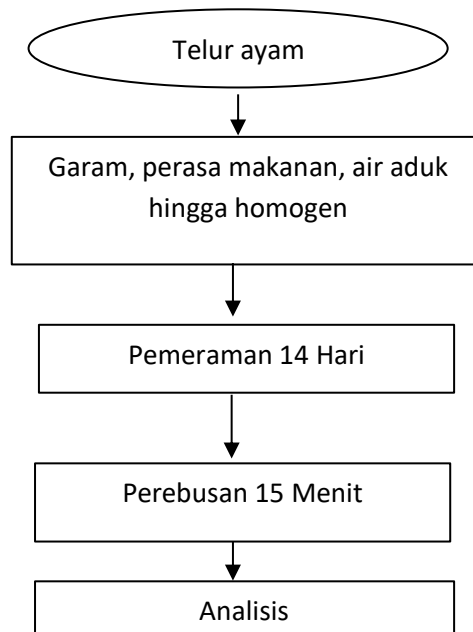 Telur ayam
Garam, perasa makanan, air aduk
hingga homogen
Pemeraman 14 Hari
Perebusan 15 Menit
Analisis